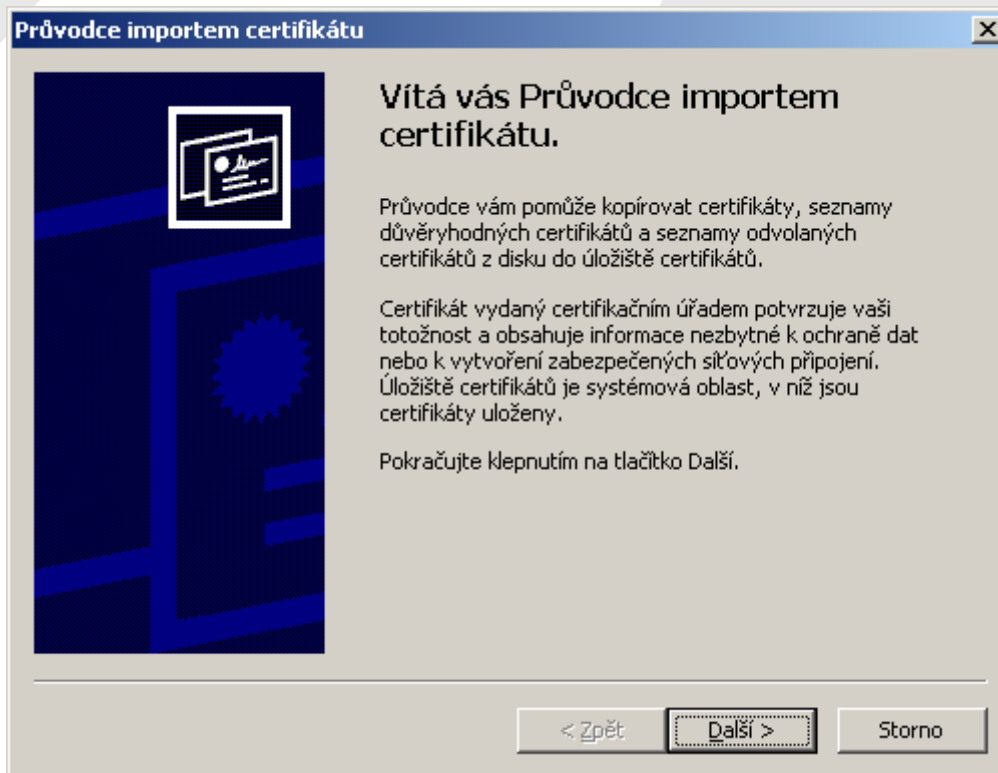 Průvodce importem certifikátu
Vítá vás Průvodce importem
certifikátu.
Průvodce vám pomůže kopírovat certifikáty, seznamy
důvěryhodných certifikátů a seznamy odvolaných
certifikátů z disku do úložiště certifikátů.
Certifikát vydaný certifikačním úřadem potvrzuje vaši
totožnost a obsahuje informace nezbytné k ochraně dat
nebo k vytvoření zabezpečených síťových připojení.
Úložiště certifikátů je systémová oblast, v níž jsou
certifikáty uloženy.
Pokračujte klepnutím na tlačítko Další.
< Zpět
Další >
Storno